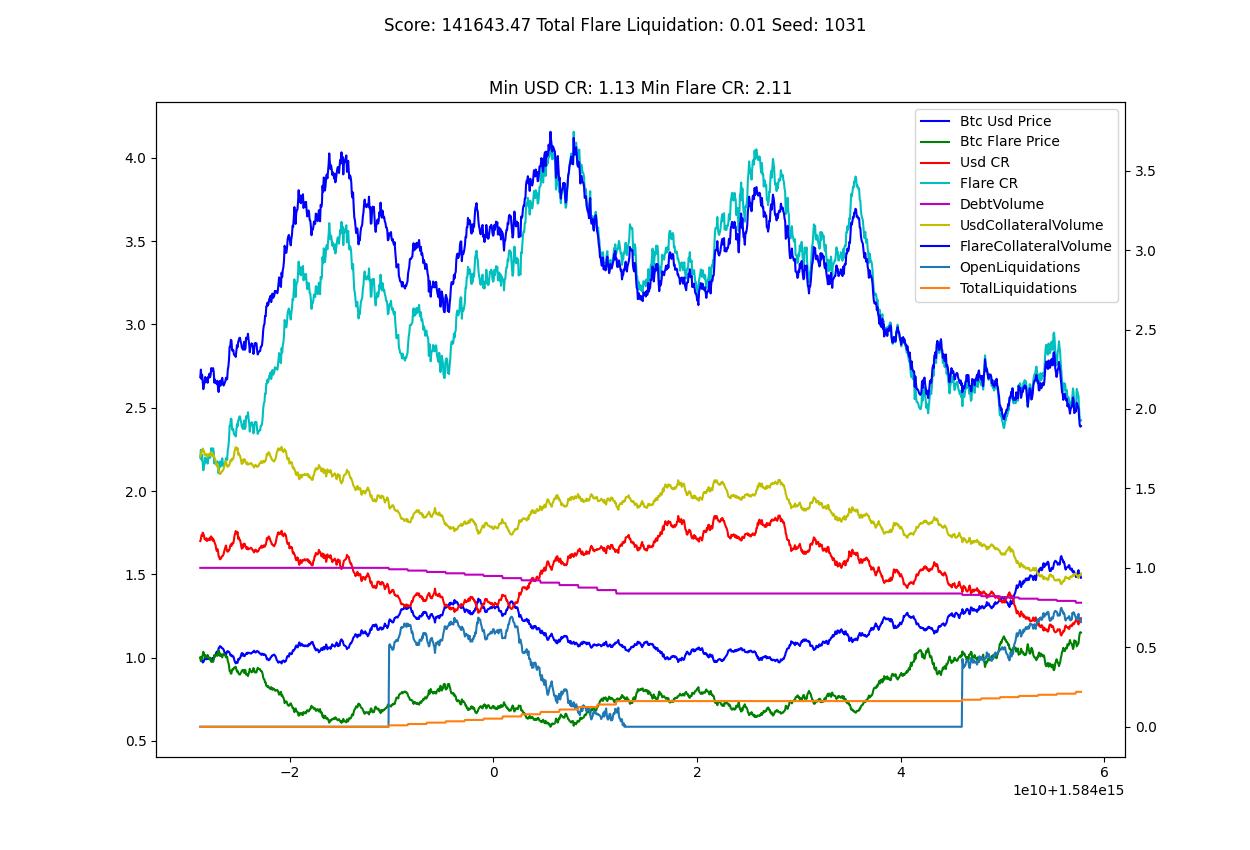 Score: 141643.47 Total Flare Liquidation: 0.01 Seed: 1031
Min USD CR: 1.13 Min Flare CR: 2.11
Btc Usd Price
Btc Flare Price
Usd CR
Flare CR
DebtVolume
UsdCollateralVolume
FlareCollateralVolume
OpenLiquidations
TotalLiquidations
4.0
3.5
3.0
2.5
2.0
1.5
1.0
0.5
3.5
3.0
2.5
2.0
1.5
1.0
0.5
0.0
−2 0 2 4 6
1e10+1.584e15